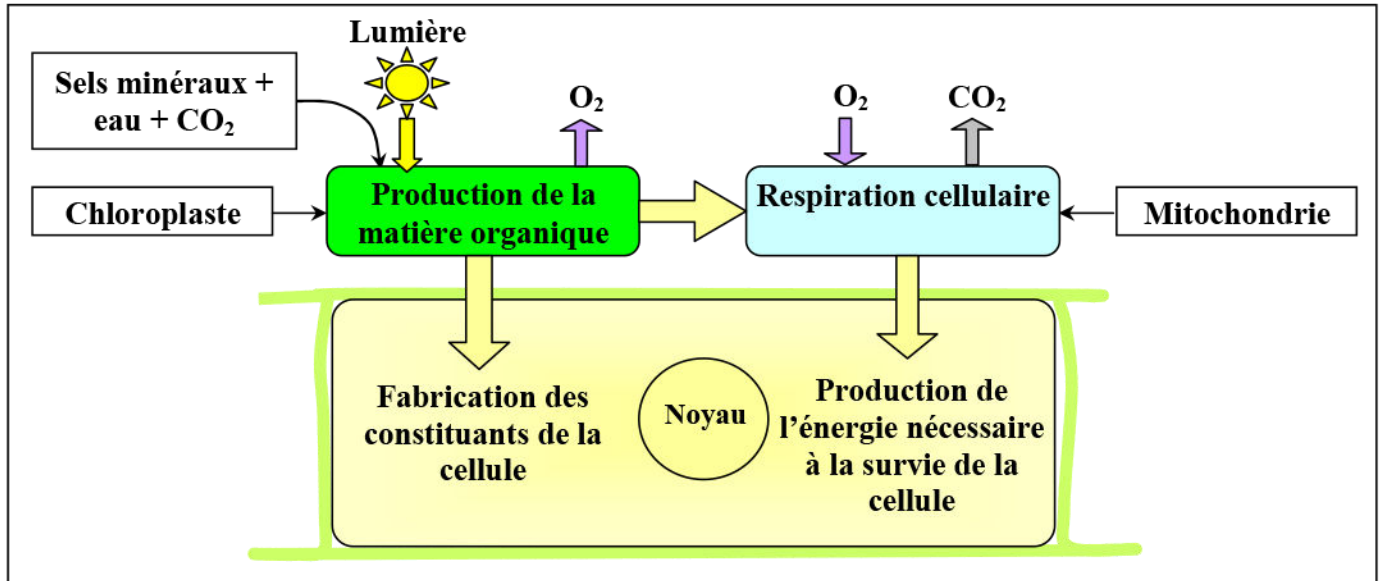 Lumière
Sels minéraux +
eau + CO₂
O₂
O₂
CO₂
Chloroplaste
Production de la
matière organique
Respiration cellulaire
Mitochondrie
Fabrication des
constituants de la
cellule
Noyau
Production de
l’énergie nécessaire
à la survie de la
cellule